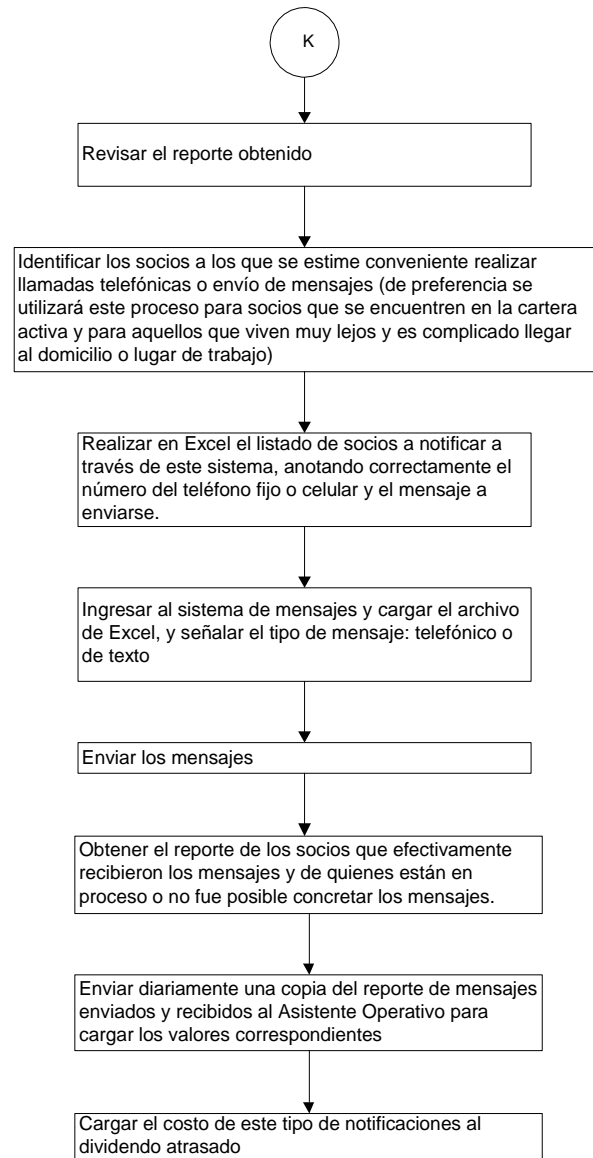 K
Revisar el reporte obtenido
Identificar los socios a los que se estime conveniente realizar
llamadas telefónicas o envío de mensajes (de preferencia se
utilizará este proceso para socios que se encuentren en la cartera
activa y para aquellos que viven muy lejos y es complicado llegar
al domicilio o lugar de trabajo)
Realizar en Excel el listado de socios a notificar a
través de este sistema, anotando correctamente el
número del teléfono fijo o celular y el mensaje a
enviarse.
Ingresar al sistema de mensajes y cargar el archivo
de Excel, y señalar el tipo de mensaje: telefónico o
de texto
Enviar los mensajes
Obtener el reporte de los socios que efectivamente
recibieron los mensajes y de quienes están en
proceso o no fue posible concretar los mensajes.
Enviar diariamente una copia del reporte de mensajes
enviados y recibidos al Asistente Operativo para
cargar los valores correspondientes
Cargar el costo de este tipo de notificaciones al
dividendo atrasado